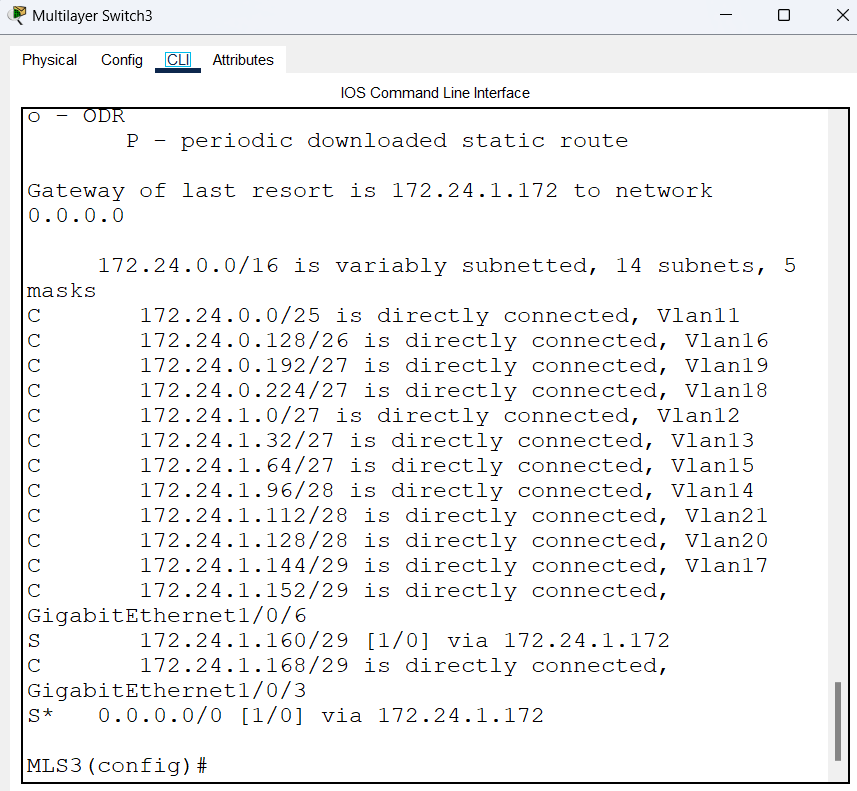 Multilayer Switch3
Physical Config CLI Attributes
IOS Command Line Interface
o - ODR
P - periodic downloaded static route
Gateway of last resort is 172.24.1.172 to network
0.0.0.0
172.24.0.0/16 is variably subnetted, 14 subnets, 5
masks
C 172.24.0.0/25 is directly connected, Vlan11
C 172.24.0.128/26 is directly connected, Vlan16
C 172.24.0.192/27 is directly connected, Vlan19
C 172.24.0.224/27 is directly connected, Vlan18
C 172.24.1.0/27 is directly connected, Vlan12
C 172.24.1.32/27 is directly connected, Vlan13
C 172.24.1.64/27 is directly connected, Vlan15
C 172.24.1.96/28 is directly connected, Vlan14
C 172.24.1.112/28 is directly connected, Vlan21
C 172.24.1.128/28 is directly connected, Vlan20
C 172.24.1.144/29 is directly connected, Vlan17
C 172.24.1.152/29 is directly connected,
GigabitEthernet1/0/6
S 172.24.1.160/29 [1/0] via 172.24.1.172
C 172.24.1.168/29 is directly connected,
GigabitEthernet1/0/3
S* 0.0.0.0/0 [1/0] via 172.24.1.172
MLS3(config)#